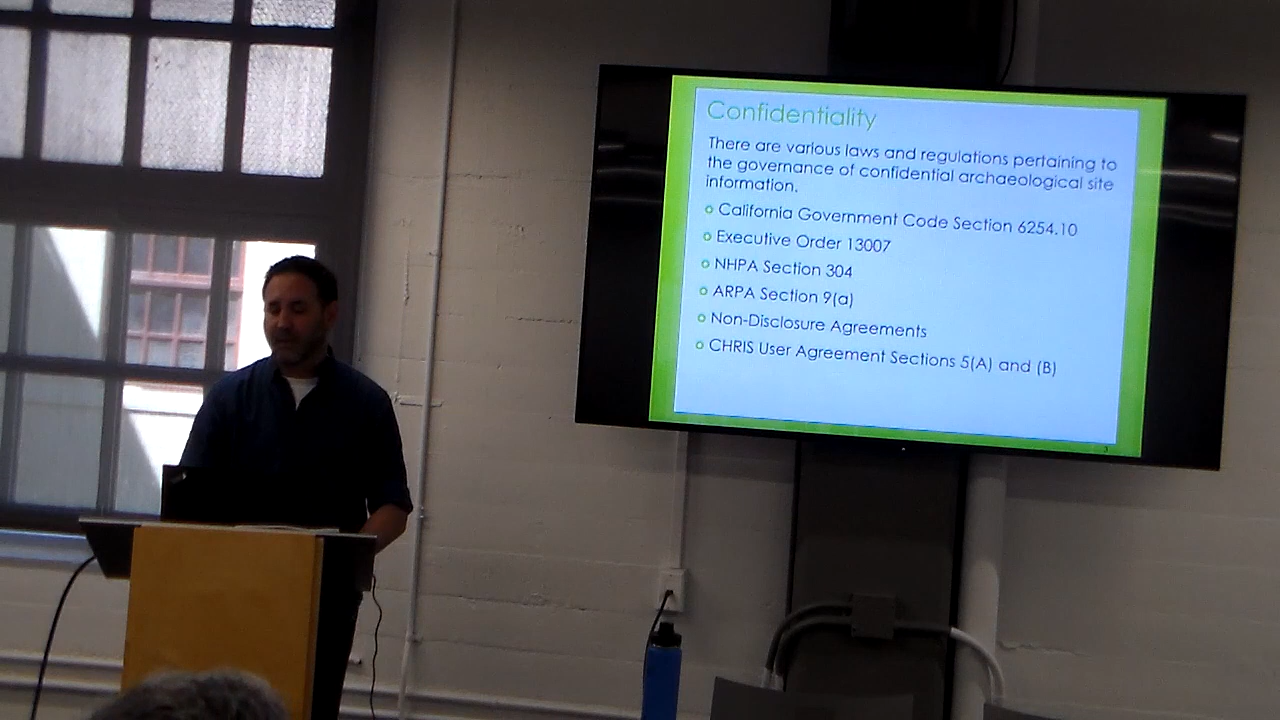 Confidentiality
There are various laws and regulations pertaining to
the governance of confidential archaeological site
information.
California Government Code Section 6254.10
Executive Order 13007
NHPA Section 304
ARPA Section 9(a)
Non-Disclosure Agreements
CHRIS User Agreement Sections 5(A) and (B)
3